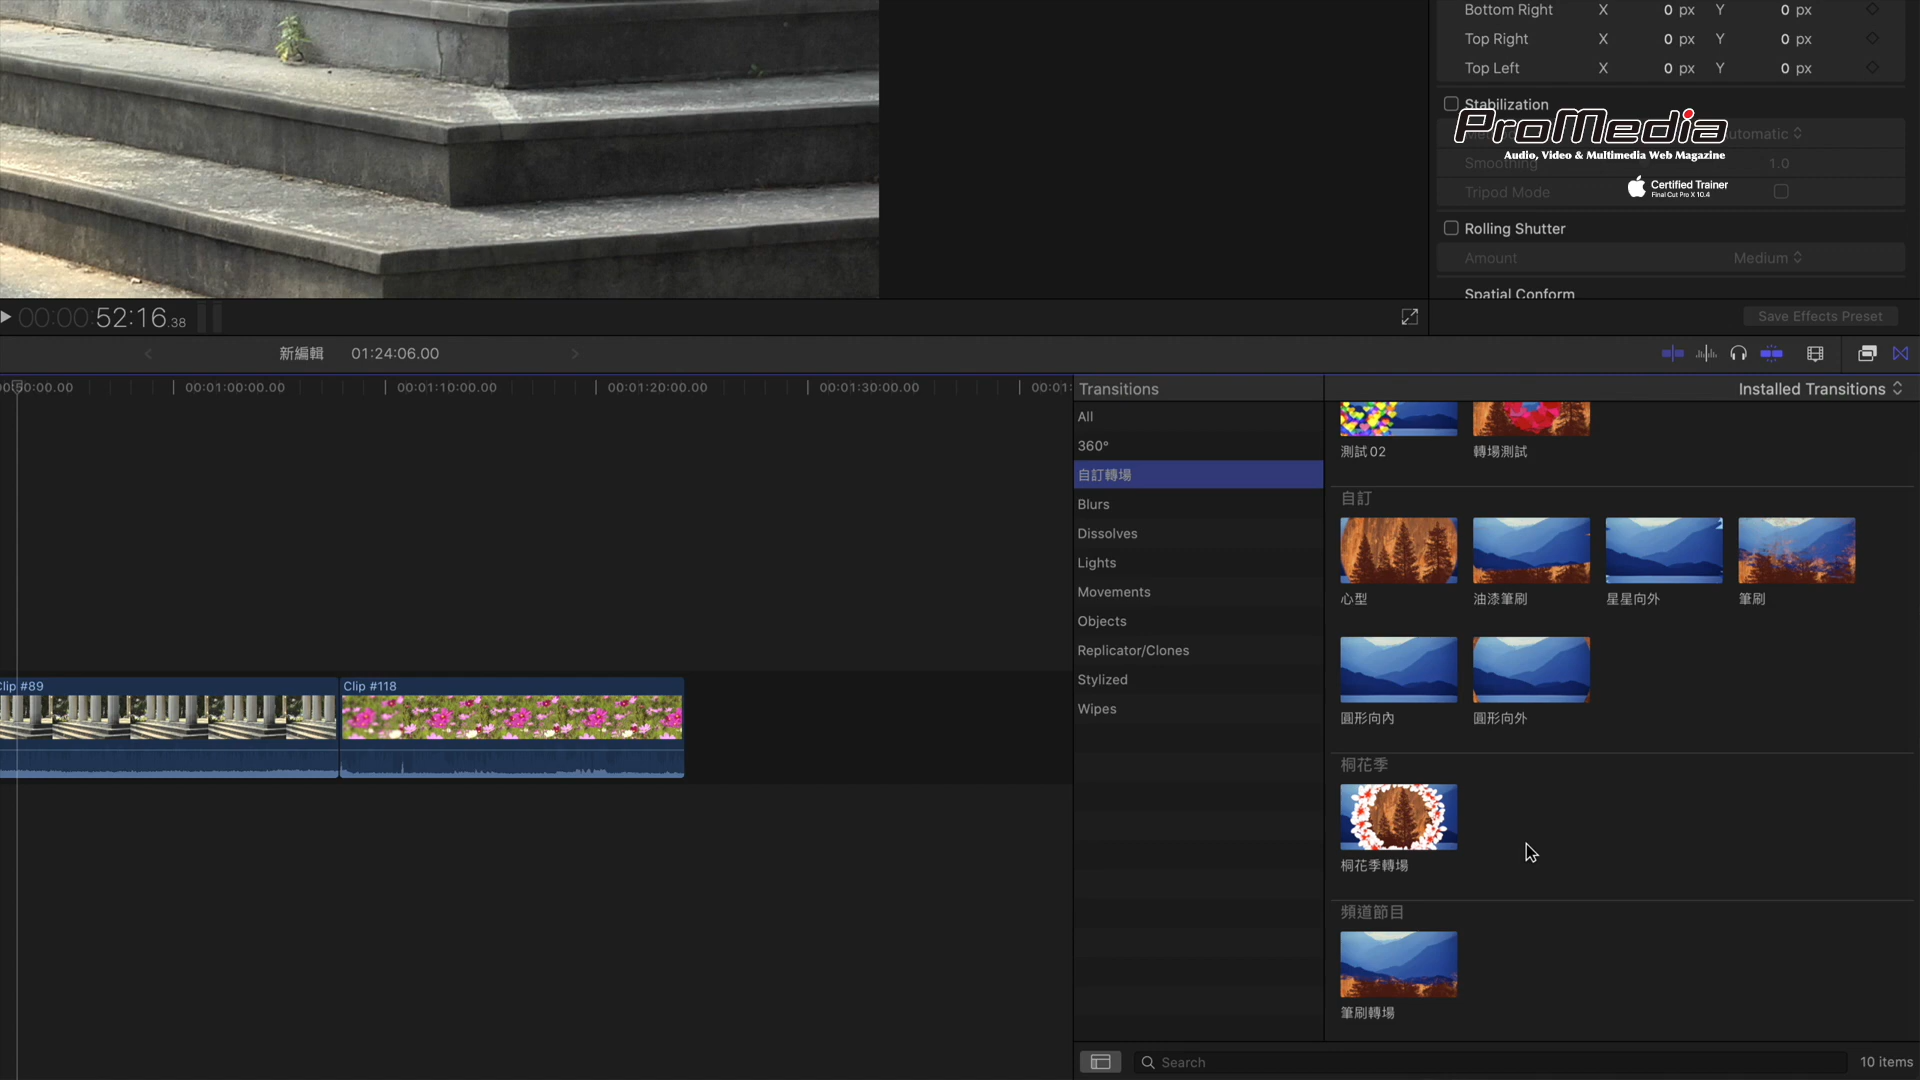 Bottom Right X 0 px Y 0 px
Top Right X 0 px Y 0 px
Top Left X 0 px Y 0 px
Stabilization
ProMedia
Audio, Video & Multimedia Web Magazine
Smoothing 1.0
Tripod Mode
Certified Trainer
Final Cut Pro X 10.4
Rolling Shutter
Amount Medium
Spatial Conform
00:00:52:16.38
Save Effects Preset
新編輯 01:24:06.00
00:01:00:00.00 00:01:10:00.00 00:01:20:00.00 00:01:30:00.00
Transitions
Installed Transitions
All
360°
自訂轉場
Blurs
Dissolves
Lights
Movements
Objects
Replicator/Clones
Stylized
Wipes
測試 02 轉場測試
自訂
心型 油漆筆刷 星星向外 筆刷
圓形向內 圓形向外
桐花季
桐花季轉場
頻道節目
筆刷轉場
Clip #89 Clip #118
Search
10 items